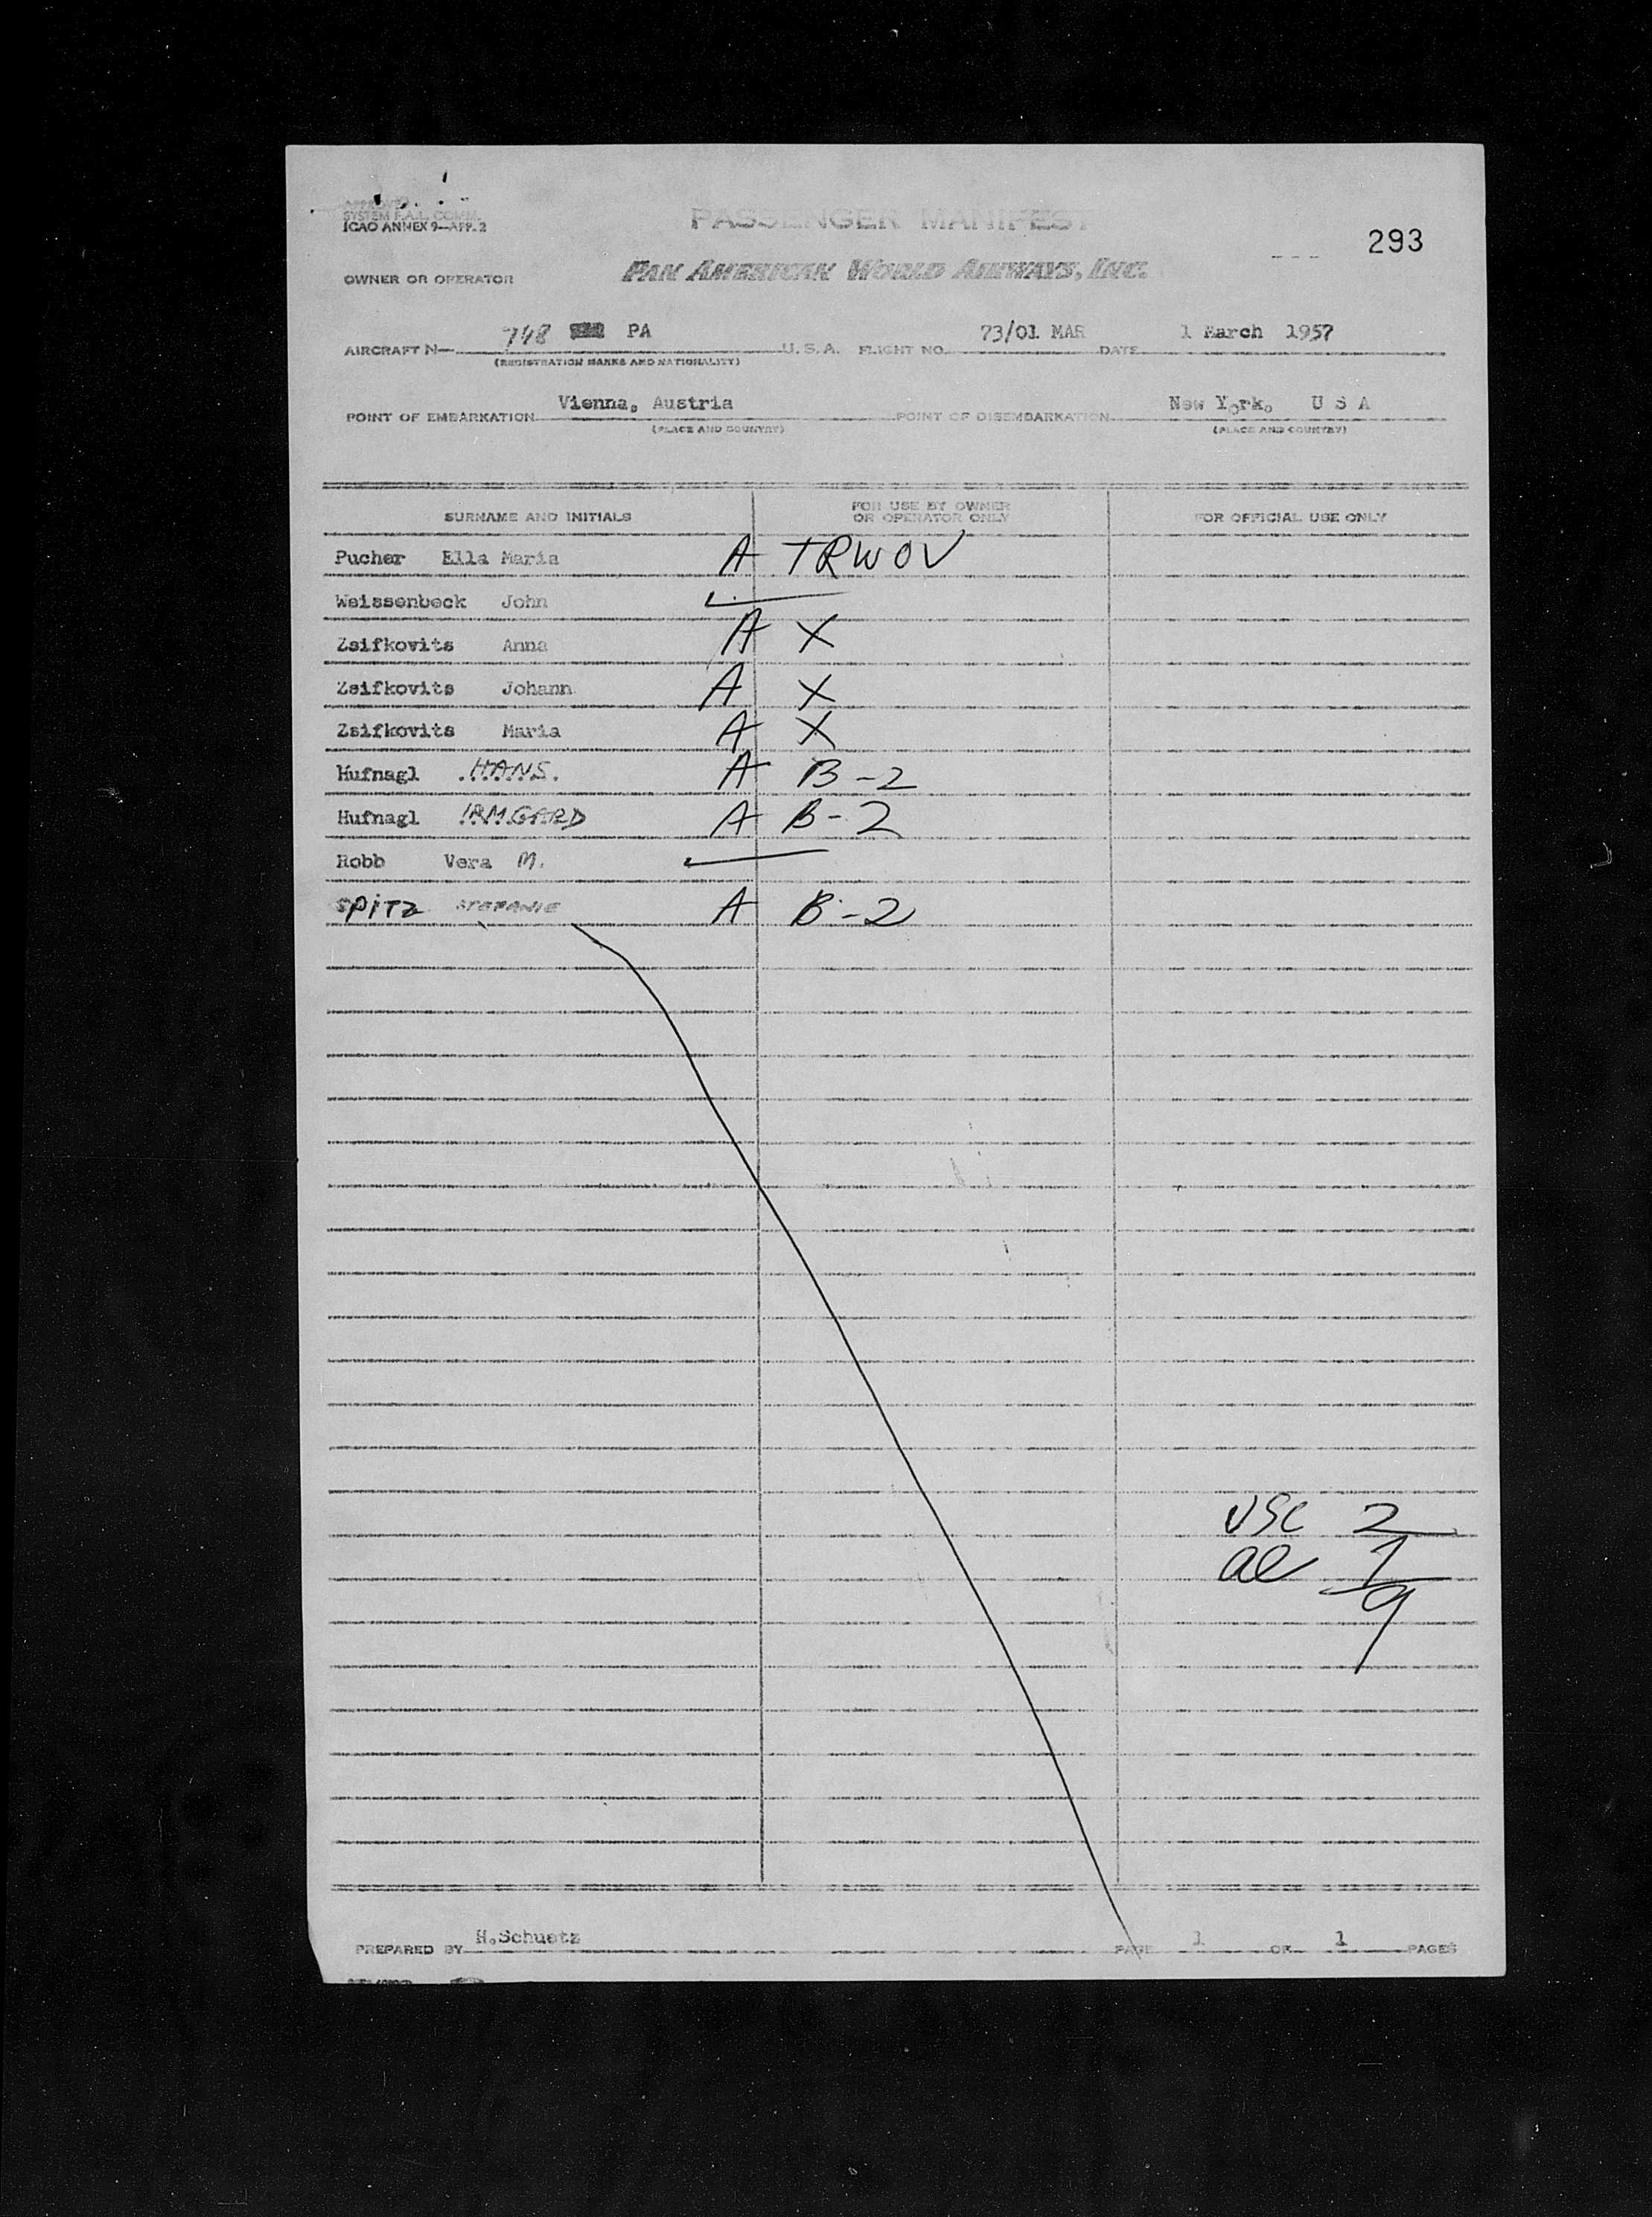 SYSTEM F.A.L. COMM.
ICAO ANNEX 9—APP. 2
PASSENGER MANIFEST
293
OWNER OR OPERATOR
PAN AMERICAN WORLD AIRWAYS, INC.
AIRCRAFT N— 748 PA U.S.A. FLIGHT NO. 73/01 MAR DATE 1 March 1957
(REGISTRATION MARKS AND NATIONALITY)
POINT OF EMBARKATION Vienna, Austria POINT OF DISEMBARKATION New York, U S A
(PLACE AND COUNTRY) (PLACE AND COUNTRY)
SURNAME AND INITIALS FOR USE BY OWNER OR OPERATOR ONLY FOR OFFICIAL USE ONLY
Pucher Ella Maria A TRWOV
Weissenbeck John
Zsifkovits Anna A X
Zsifkovits Johann A X
Zsifkovits Maria A X
Hufnagl HANS. A B-2
Hufnagl IRMGARD A B-2
Robb Vera M.
SPITZ STEFANIE A B-2
USC 2
al 7
9
PREPARED BY H.Schuetz PAGE 1 OF 1 PAGES